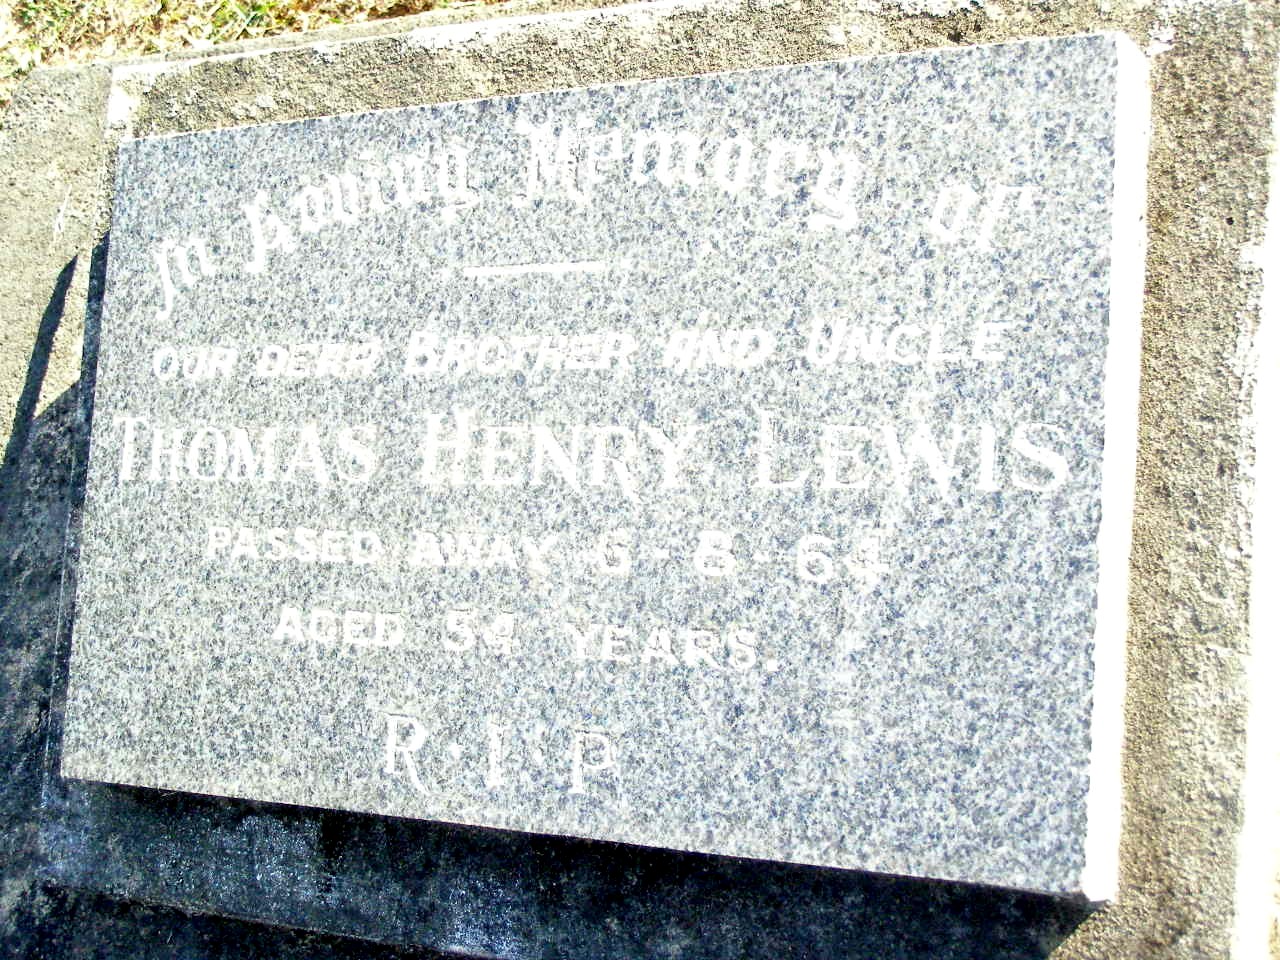 In Loving Memory of
OUR DEAR BROTHER AND UNCLE
THOMAS HENRY LEWIS
PASSED AWAY 6-8-64
AGED 54 YEARS.
R·I·P